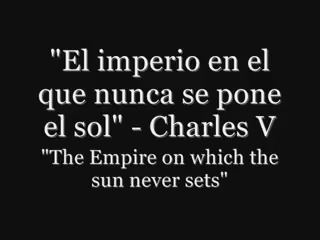 "El imperio en el
que nunca se pone
el sol" - Charles V
"The Empire on which the
sun never sets"